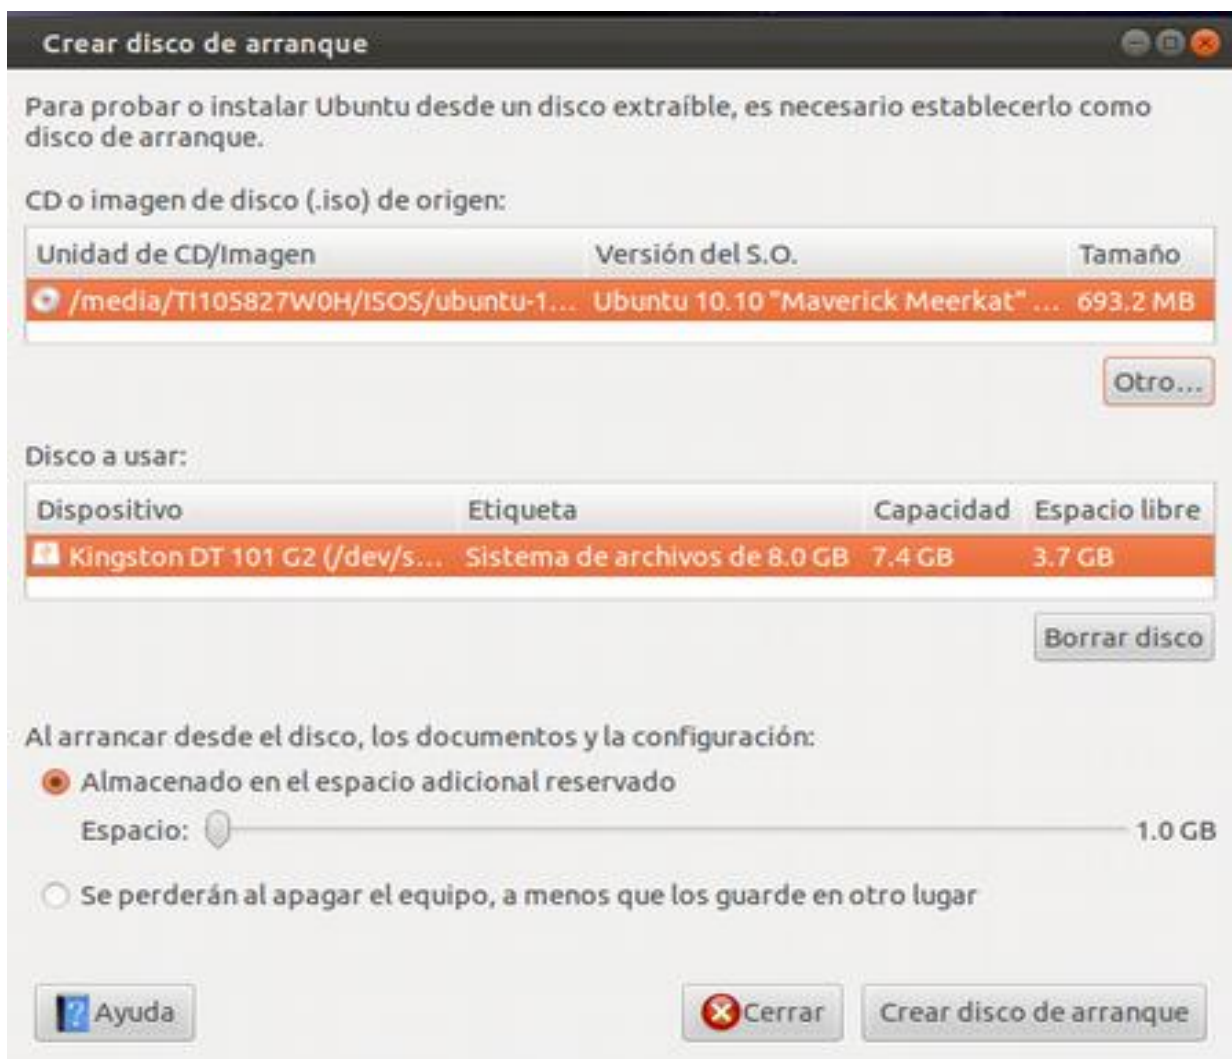 Crear disco de arranque
Para probar o instalar Ubuntu desde un disco extraíble, es necesario establecerlo como
disco de arranque.
CD o imagen de disco (.iso) de origen:
Unidad de CD/Imagen Versión del S.O. Tamaño
/media/TI105827W0H/ISOS/ubuntu-1... Ubuntu 10.10 "Maverick Meerkat" ... 693.2 MB
Otro...
Disco a usar:
Dispositivo Etiqueta Capacidad Espacio libre
Kingston DT 101 G2 (/dev/s... Sistema de archivos de 8.0 GB 7.4 GB 3.7 GB
Borrar disco
Al arrancar desde el disco, los documentos y la configuración:
Almacenado en el espacio adicional reservado
Espacio: 1.0 GB
Se perderán al apagar el equipo, a menos que los guarde en otro lugar
Ayuda Cerrar Crear disco de arranque